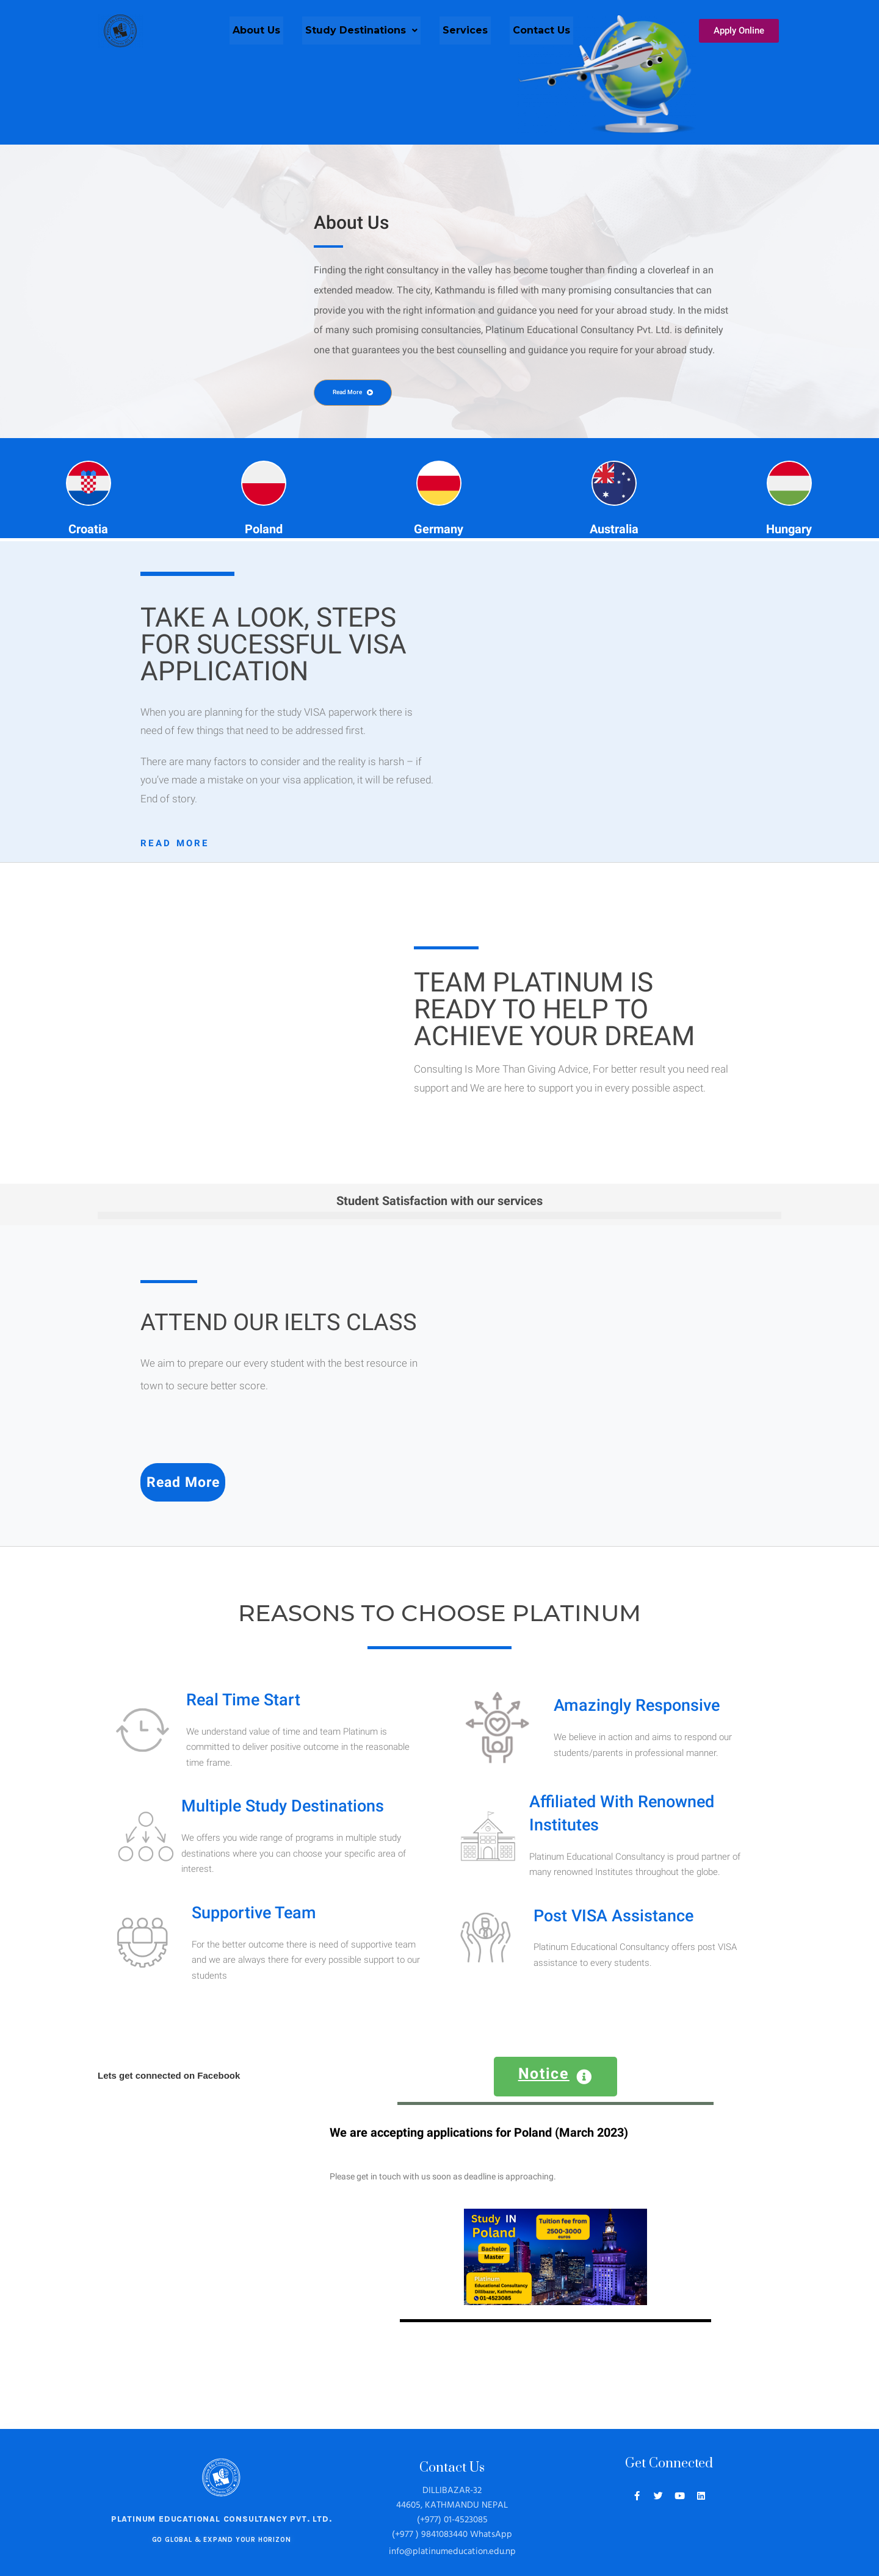 About Us
Study Destinations
Services
Contact Us
Apply Online
About Us
Finding the right consultancy in the valley has become tougher than finding a cloverleaf in an
extended meadow. The city, Kathmandu is filled with many promising consultancies that can
provide you with the right information and guidance you need for your abroad study. In the midst
of many such promising consultancies, Platinum Educational Consultancy Pvt. Ltd. is definitely
one that guarantees you the best counselling and guidance you require for your abroad study.
Read More
Croatia
Poland
Germany
Australia
Hungary
TAKE A LOOK, STEPS
FOR SUCESSFUL VISA
APPLICATION
When you are planning for the study VISA paperwork there is
need of few things that need to be addressed first.
There are many factors to consider and the reality is harsh – if
you've made a mistake on your visa application, it will be refused.
End of story.
READ MORE
TEAM PLATINUM IS
READY TO HELP TO
ACHIEVE YOUR DREAM
Consulting Is More Than Giving Advice, For better result you need real
support and We are here to support you in every possible aspect.
Student Satisfaction with our services
ATTEND OUR IELTS CLASS
We aim to prepare our every student with the best resource in
town to secure better score.
Read More
REASONS TO CHOOSE PLATINUM
Real Time Start
We understand value of time and team Platinum is
committed to deliver positive outcome in the reasonable
time frame.
Amazingly Responsive
We believe in action and aims to respond our
students/parents in professional manner.
Multiple Study Destinations
We offers you wide range of programs in multiple study
destinations where you can choose your specific area of
interest.
Affiliated With Renowned
Institutes
Platinum Educational Consultancy is proud partner of
many renowned Institutes throughout the globe.
Supportive Team
For the better outcome there is need of supportive team
and we are always there for every possible support to our
students
Post VISA Assistance
Platinum Educational Consultancy offers post VISA
assistance to every students.
Lets get connected on Facebook
Notice
We are accepting applications for Poland (March 2023)
Please get in touch with us soon as deadline is approaching.
Study IN
Poland
Tuition fee from
2500-3000
euros
Bachelor
Master
Platinum
Educational Consultancy
Dillibazar, Kathmandu
01-4523085
PLATINUM EDUCATIONAL CONSULTANCY PVT. LTD.
GO GLOBAL & EXPAND YOUR HORIZON
Contact Us
DILLIBAZAR-32
44605, KATHMANDU NEPAL
(+977) 01-4523085
(+977 ) 9841083440 WhatsApp
info@platinumeducation.edu.np
Get Connected